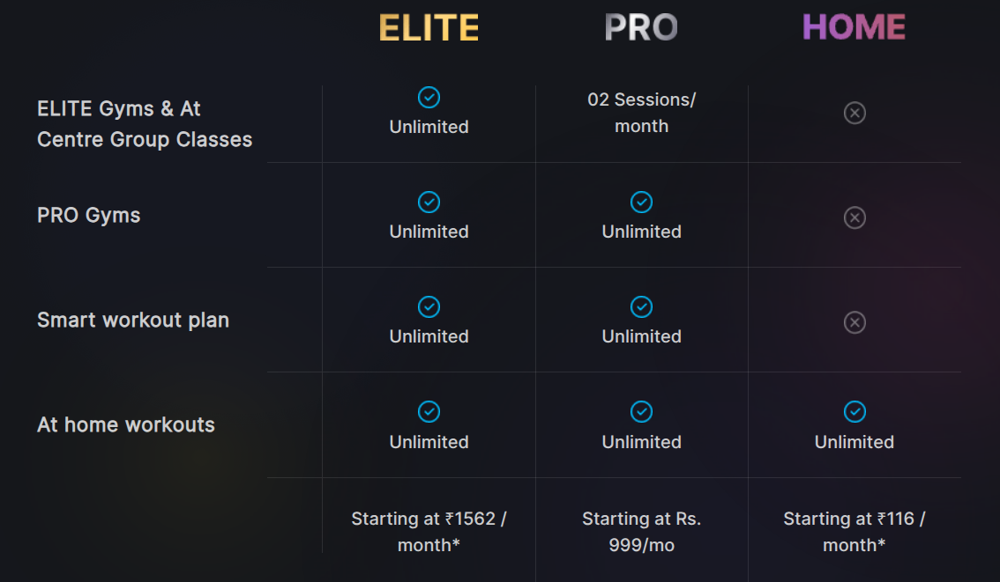 ELITE PRO HOME
ELITE Gyms & At
Centre Group Classes
Unlimited
02 Sessions/
month
PRO Gyms
Unlimited
Unlimited
Smart workout plan
Unlimited
Unlimited
At home workouts
Unlimited
Unlimited
Unlimited
Starting at ₹1562 /
month*
Starting at Rs.
999/mo
Starting at ₹116 /
month*